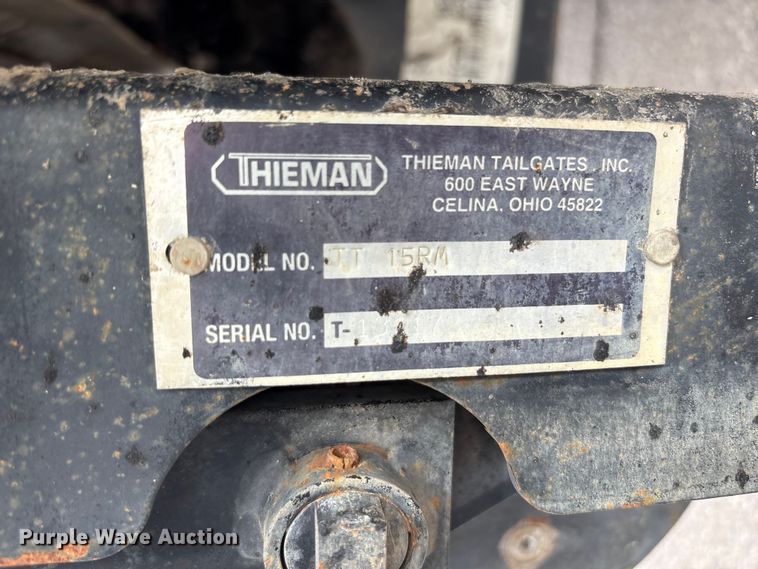 THIEMAN
THIEMAN TAILGATES, INC.
600 EAST WAYNE
CELINA, OHIO 45822
MODEL NO. TT 15RM
SERIAL NO. T-
Purple Wave Auction